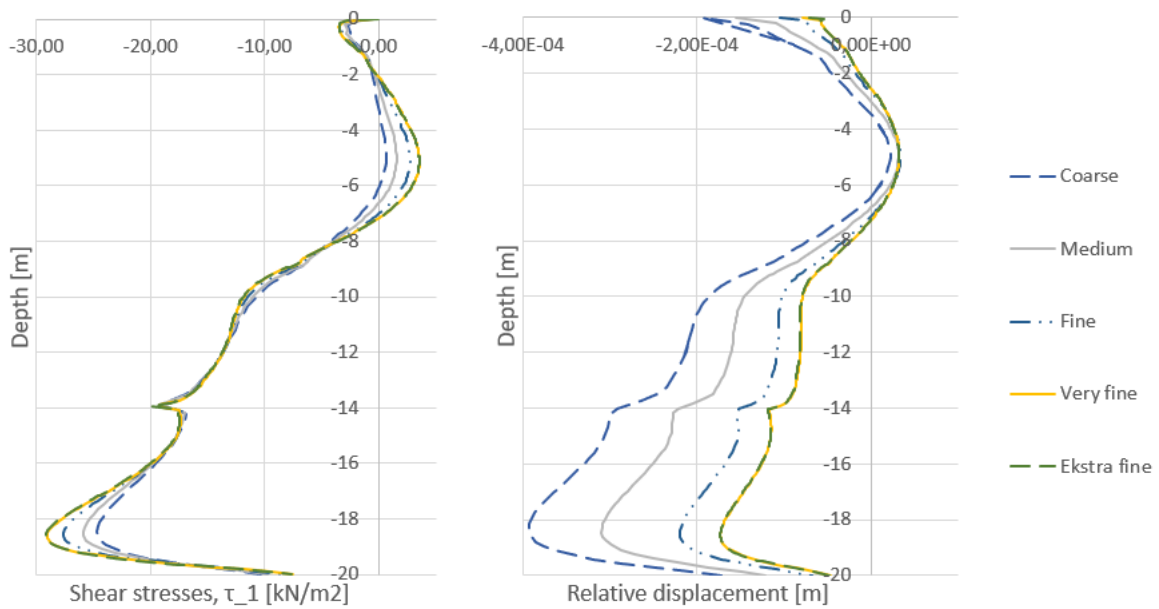 -30,00 -20,00 -10,00 0,00
0
-2
-4
-6
-8
-10
-12
-14
-16
-18
-20
Depth [m]
Shear stresses, τ_1 [kN/m2]
-4,00E-04 -2,00E-04 0,00E+00
0
-2
-4
-6
-8
-10
-12
-14
-16
-18
-20
Depth [m]
Relative displacement [m]
Coarse
Medium
Fine
Very fine
Ekstra fine